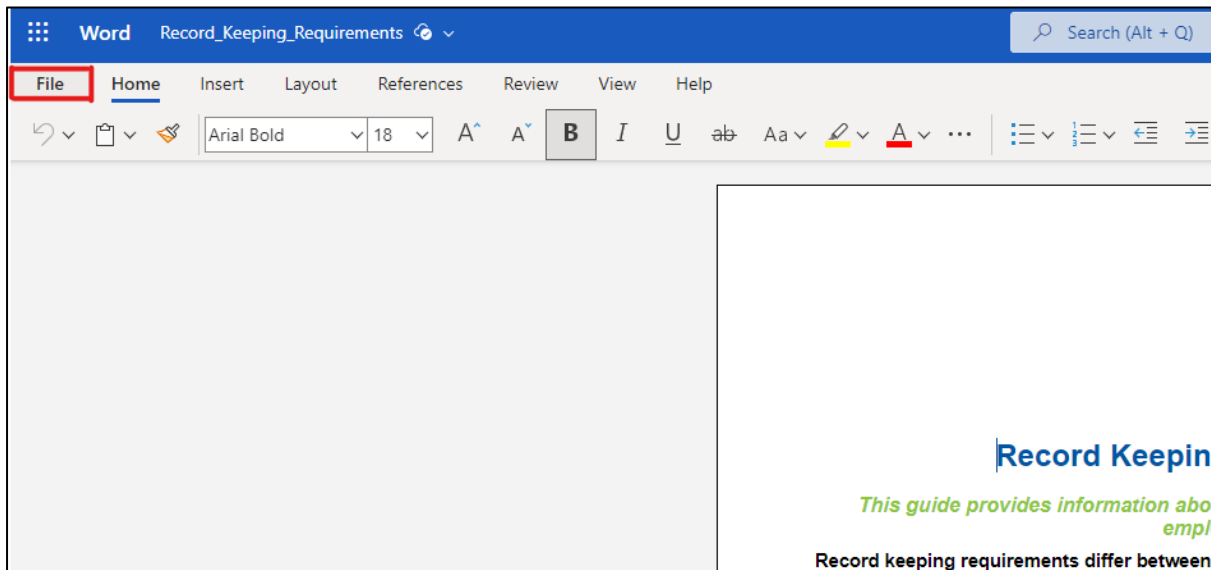 Word Record_Keeping_Requirements Search (Alt + Q)
File Home Insert Layout References Review View Help
Arial Bold 18 A A B I U ab Aa A
Record Keepin
This guide provides information abo
empl
Record keeping requirements differ between